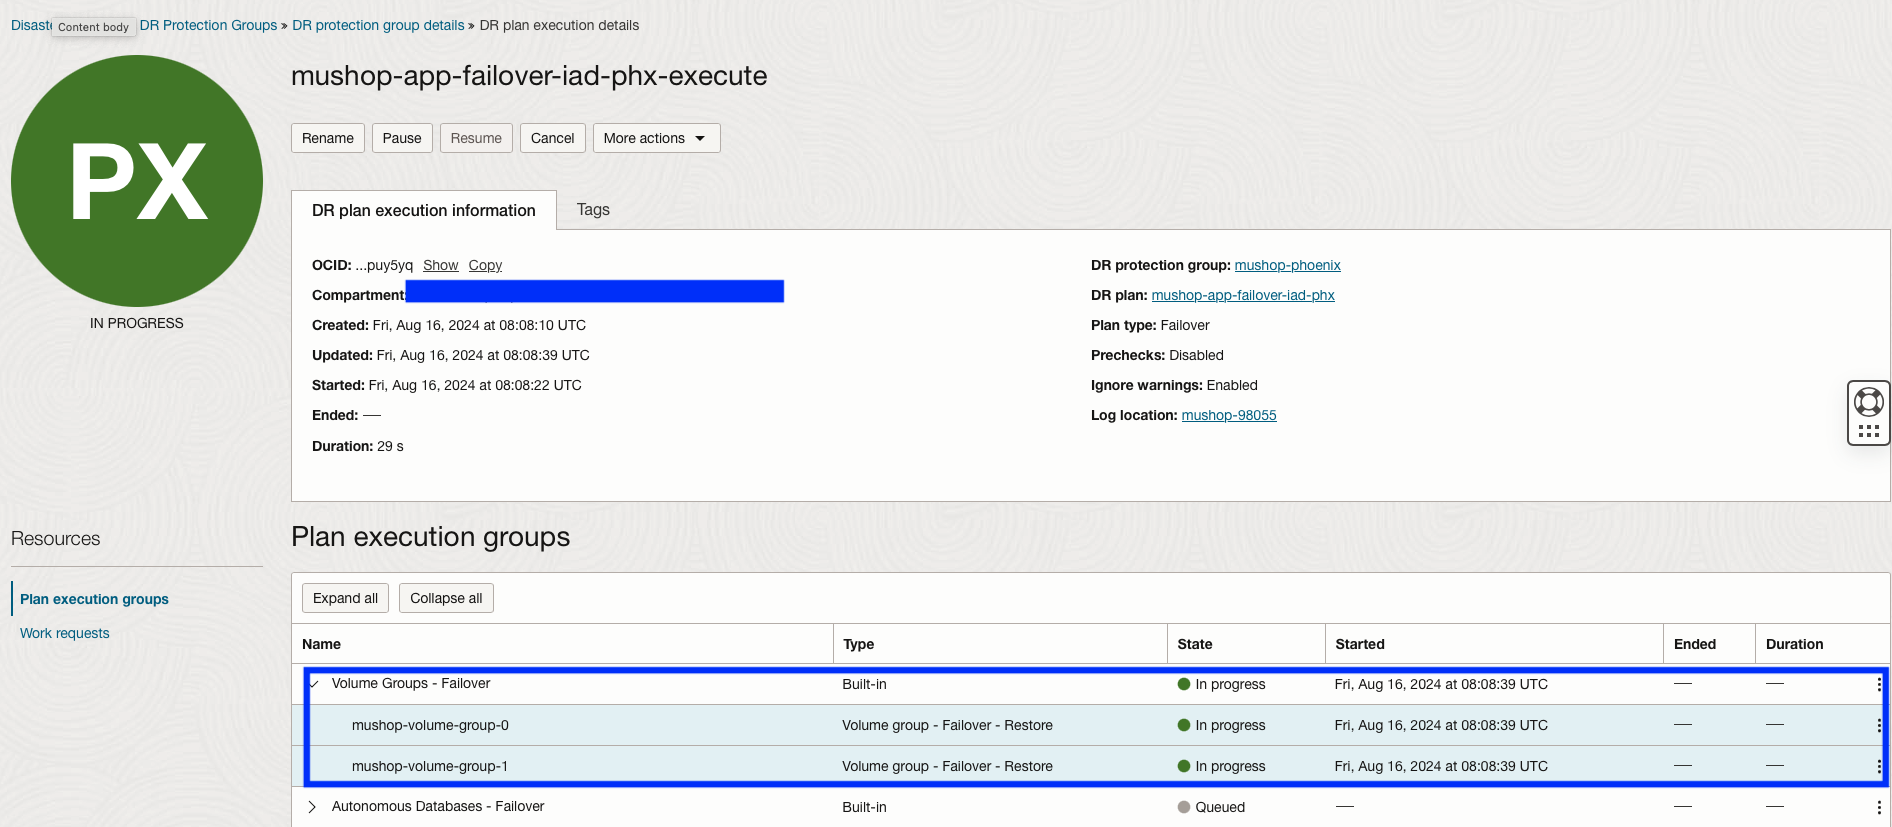 Disaste DR Protection Groups » DR protection group details » DR plan execution details
Content body
PX
IN PROGRESS
mushop-app-failover-iad-phx-execute
Rename Pause Resume Cancel More actions
DR plan execution information Tags
OCID: ...puy5yq Show Copy
Compartment:
Created: Fri, Aug 16, 2024 at 08:08:10 UTC
Updated: Fri, Aug 16, 2024 at 08:08:39 UTC
Started: Fri, Aug 16, 2024 at 08:08:22 UTC
Ended: —
Duration: 29 s
DR protection group: mushop-phoenix
DR plan: mushop-app-failover-iad-phx
Plan type: Failover
Prechecks: Disabled
Ignore warnings: Enabled
Log location: mushop-98055
Resources
Plan execution groups
Work requests
Plan execution groups
Expand all Collapse all
Name Type State Started Ended Duration
Volume Groups - Failover Built-in In progress Fri, Aug 16, 2024 at 08:08:39 UTC — —
mushop-volume-group-0 Volume group - Failover - Restore In progress Fri, Aug 16, 2024 at 08:08:39 UTC — —
mushop-volume-group-1 Volume group - Failover - Restore In progress Fri, Aug 16, 2024 at 08:08:39 UTC — —
Autonomous Databases - Failover Built-in Queued — — —